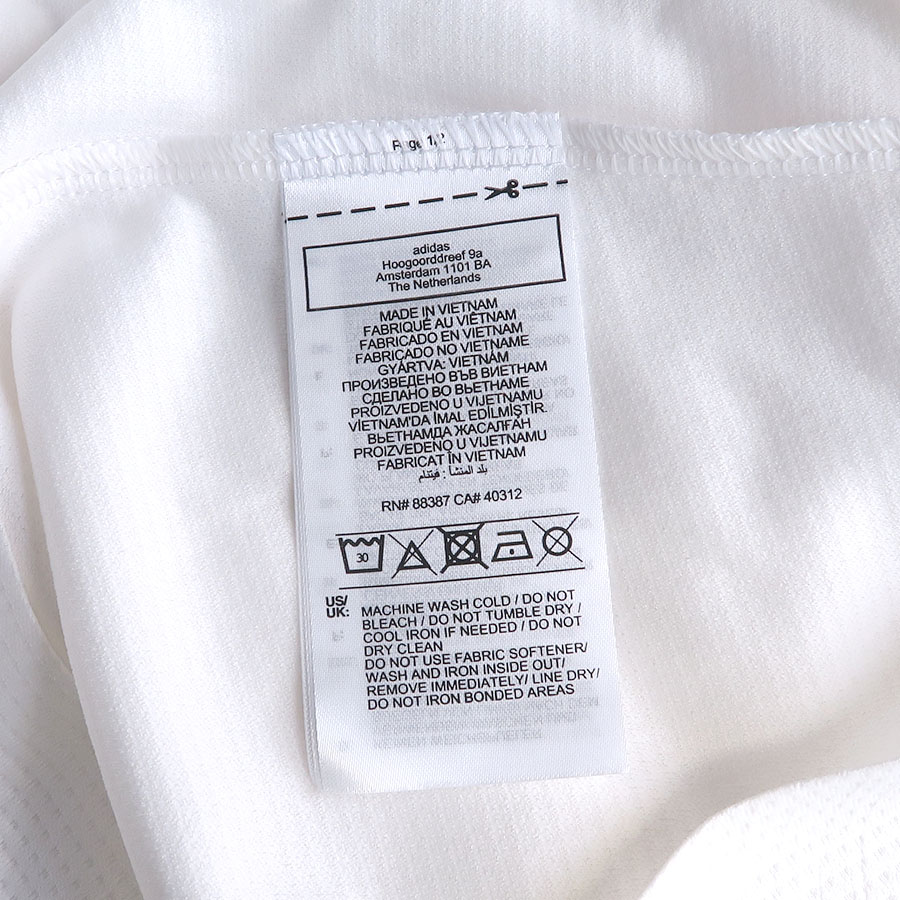 Page 1/2
adidas
Hoogoorddreef 9a
Amsterdam 1101 BA
The Netherlands
MADE IN VIETNAM
FABRIQUÉ AU VIÊTNAM
FABRICADO EN VIETNAM
FABRICADO NO VIETNAME
GYÁRTVA: VIETNÁM
ПРОИЗВЕДЕНО ВЪВ ВИЕТНАМ
СДЕЛАНО ВО ВЬЕТНАМЕ
PROIZVEDENO U VIJETNAMU
VİETNAM'DA İMAL EDİLMİŞTİR.
ВЬЕТНАМДА ЖАСАЛҒАН
PROIZVEDENO U VIJETNAMU
FABRICAT ÎN VIETNAM
بلد المنشأ : فيتنام
RN# 88387 CA# 40312
30
US/
UK:
MACHINE WASH COLD / DO NOT
BLEACH / DO NOT TUMBLE DRY /
COOL IRON IF NEEDED / DO NOT
DRY CLEAN
DO NOT USE FABRIC SOFTENER/
WASH AND IRON INSIDE OUT/
REMOVE IMMEDIATELY/ LINE DRY/
DO NOT IRON BONDED AREAS